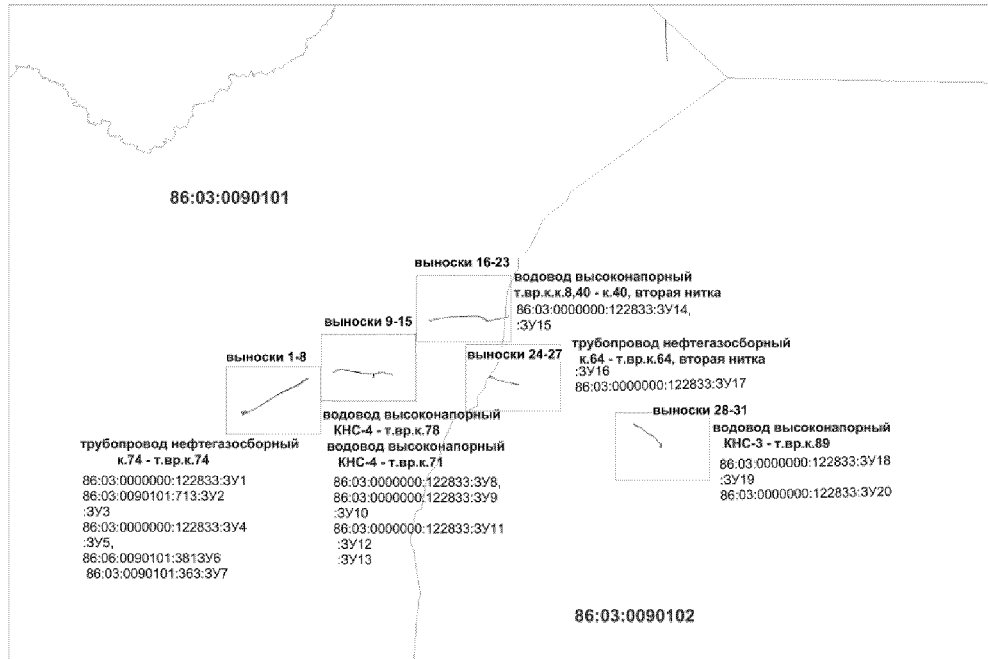 86:03:0090101
выноски 16-23
водовод высоконапорный
т.вр.к.к.8,40 - к.40, вторая нитка
86:03:0000000:122833:ЗУ14,
:ЗУ15
выноски 9-15
выноски 24-27
трубопровод нефтегазосборный
к.64 - т.вр.к.64, вторая нитка
:ЗУ16
86:03:0000000:122833:ЗУ17
выноски 1-8
выноски 28-31
водовод высоконапорный
КНС-3 - т.вр.к.89
86:03:0000000:122833:ЗУ18
:ЗУ19
86:03:0000000:122833:ЗУ20
трубопровод нефтегазосборный
к.74 - т.вр.к.74
86:03:0000000:122833:ЗУ1
86:03:0090101:713:ЗУ2
:ЗУ3
86:03:0000000:122833:ЗУ4
:ЗУ5,
86:06:0090101:381ЗУ6
86:03:0090101:363:ЗУ7
водовод высоконапорный
КНС-4 - т.вр.к.78
водовод высоконапорный
КНС-4 - т.вр.к.71
86:03:0000000:122833:ЗУ8,
86:03:0000000:122833:ЗУ9
:ЗУ10
86:03:0000000:122833:ЗУ11
:ЗУ12
:ЗУ13
86:03:0090102